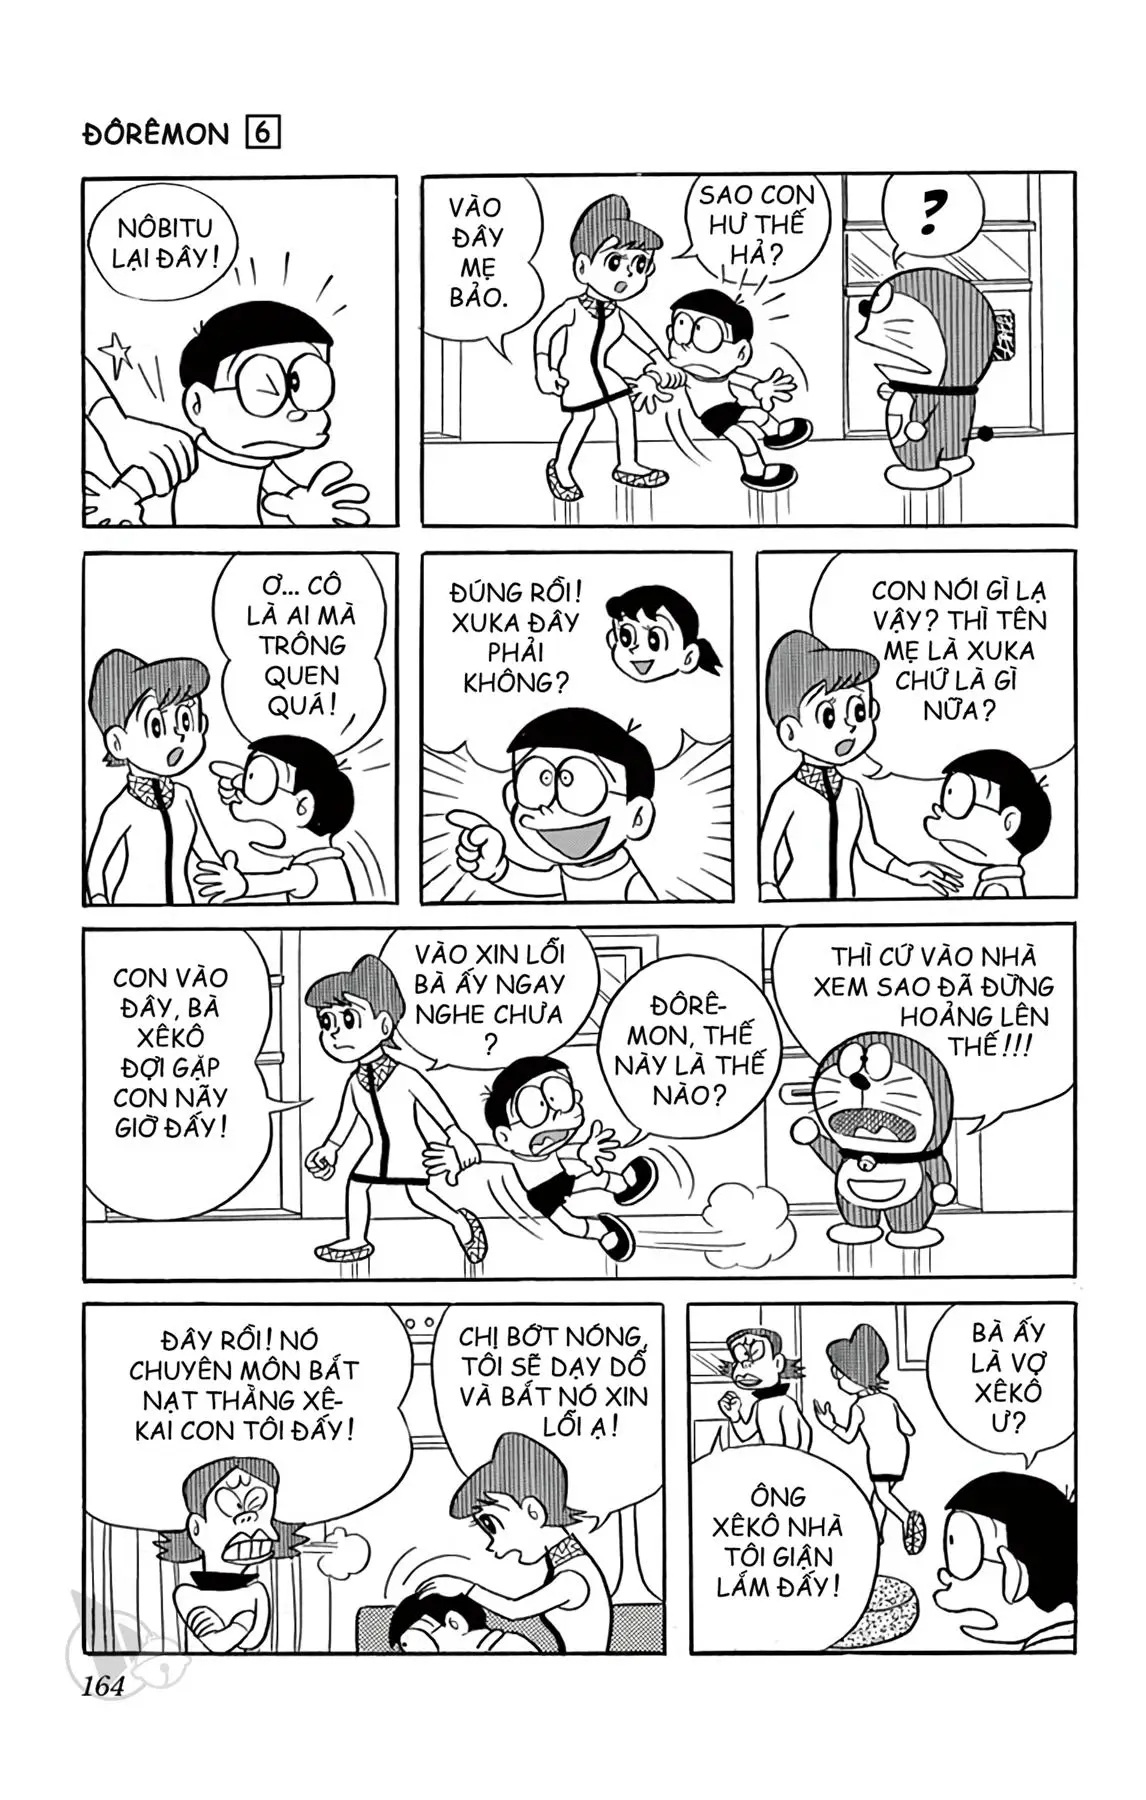 ĐÔRÊMON 6
NÔBITU
LẠI ĐÂY!
VÀO
ĐÂY
MẸ
BẢO.
SAO CON
HƯ THẾ
HẢ?
?
Ơ... CÔ
LÀ AI MÀ
TRÔNG
QUEN
QUÁ!
ĐÚNG RỒI!
XUKA ĐÂY
PHẢI
KHÔNG?
CON NÓI GÌ LẠ
VẬY? THÌ TÊN
MẸ LÀ XUKA
CHỨ LÀ GÌ
NỮA?
CON VÀO
ĐÂY, BÀ
XÊKÔ
ĐỢI GẶP
CON NÃY
GIỜ ĐẤY!
VÀO XIN LỖI
BÀ ẤY NGAY
NGHE CHƯA
?
ĐÔRÊ-
MON, THẾ
NÀY LÀ THẾ
NÀO?
THÌ CỨ VÀO NHÀ
XEM SAO ĐÃ ĐỪNG
HOẢNG LÊN
THẾ!!!
ĐÂY RỒI! NÓ
CHUYÊN MÔN BẮT
NẠT THẰNG XÊ-
KAI CON TÔI ĐẤY!
CHỊ BỚT NÓNG,
TÔI SẼ DẠY DỖ
VÀ BẮT NÓ XIN
LỖI Ạ!
BÀ ẤY
LÀ VỢ
XÊKÔ
Ư?
ÔNG
XÊKÔ NHÀ
TÔI GIẬN
LẮM ĐẤY!
164